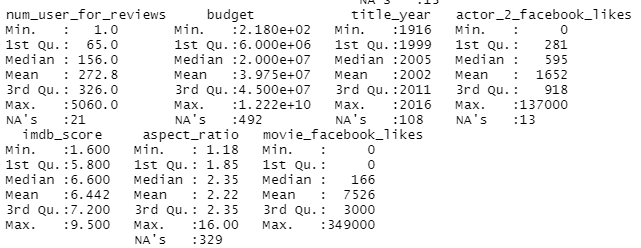 NA's :15
num_user_for_reviews budget title_year actor_2_facebook_likes
Min. : 1.0 Min. :2.180e+02 Min. :1916 Min. : 0
1st Qu.: 65.0 1st Qu.:6.000e+06 1st Qu.:1999 1st Qu.: 281
Median : 156.0 Median :2.000e+07 Median :2005 Median : 595
Mean : 272.8 Mean :3.975e+07 Mean :2002 Mean : 1652
3rd Qu.: 326.0 3rd Qu.:4.500e+07 3rd Qu.:2011 3rd Qu.: 918
Max. :5060.0 Max. :1.222e+10 Max. :2016 Max. :137000
NA's :21 NA's :492 NA's :108 NA's :13
imdb_score aspect_ratio movie_facebook_likes
Min. :1.600 Min. : 1.18 Min. : 0
1st Qu.:5.800 1st Qu.: 1.85 1st Qu.: 0
Median :6.600 Median : 2.35 Median : 166
Mean :6.442 Mean : 2.22 Mean : 7526
3rd Qu.:7.200 3rd Qu.: 2.35 3rd Qu.: 3000
Max. :9.500 Max. :16.00 Max. :349000
NA's :329